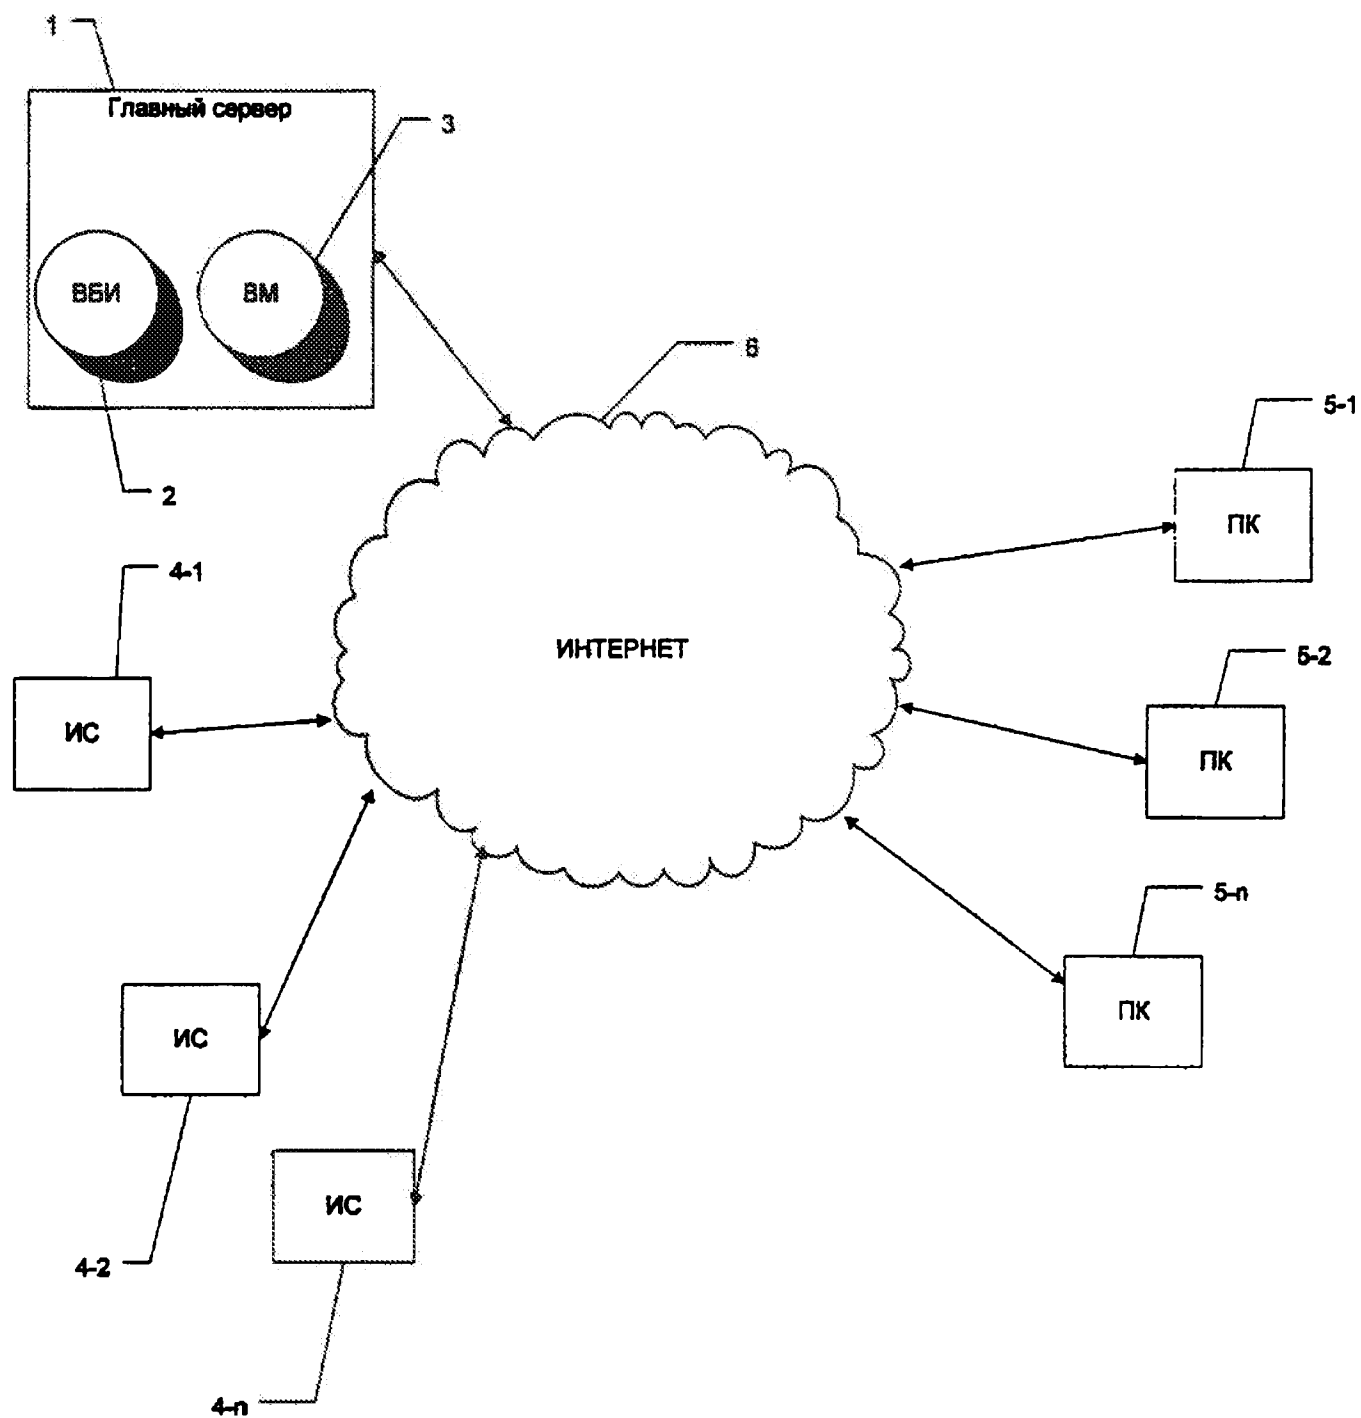 1
Главный сервер
3
ВБИ
ВМ
2
6
5-1
ПК
4-1
ИС
ИНТЕРНЕТ
5-2
ПК
5-n
ПК
ИС
4-2
ИС
4-n